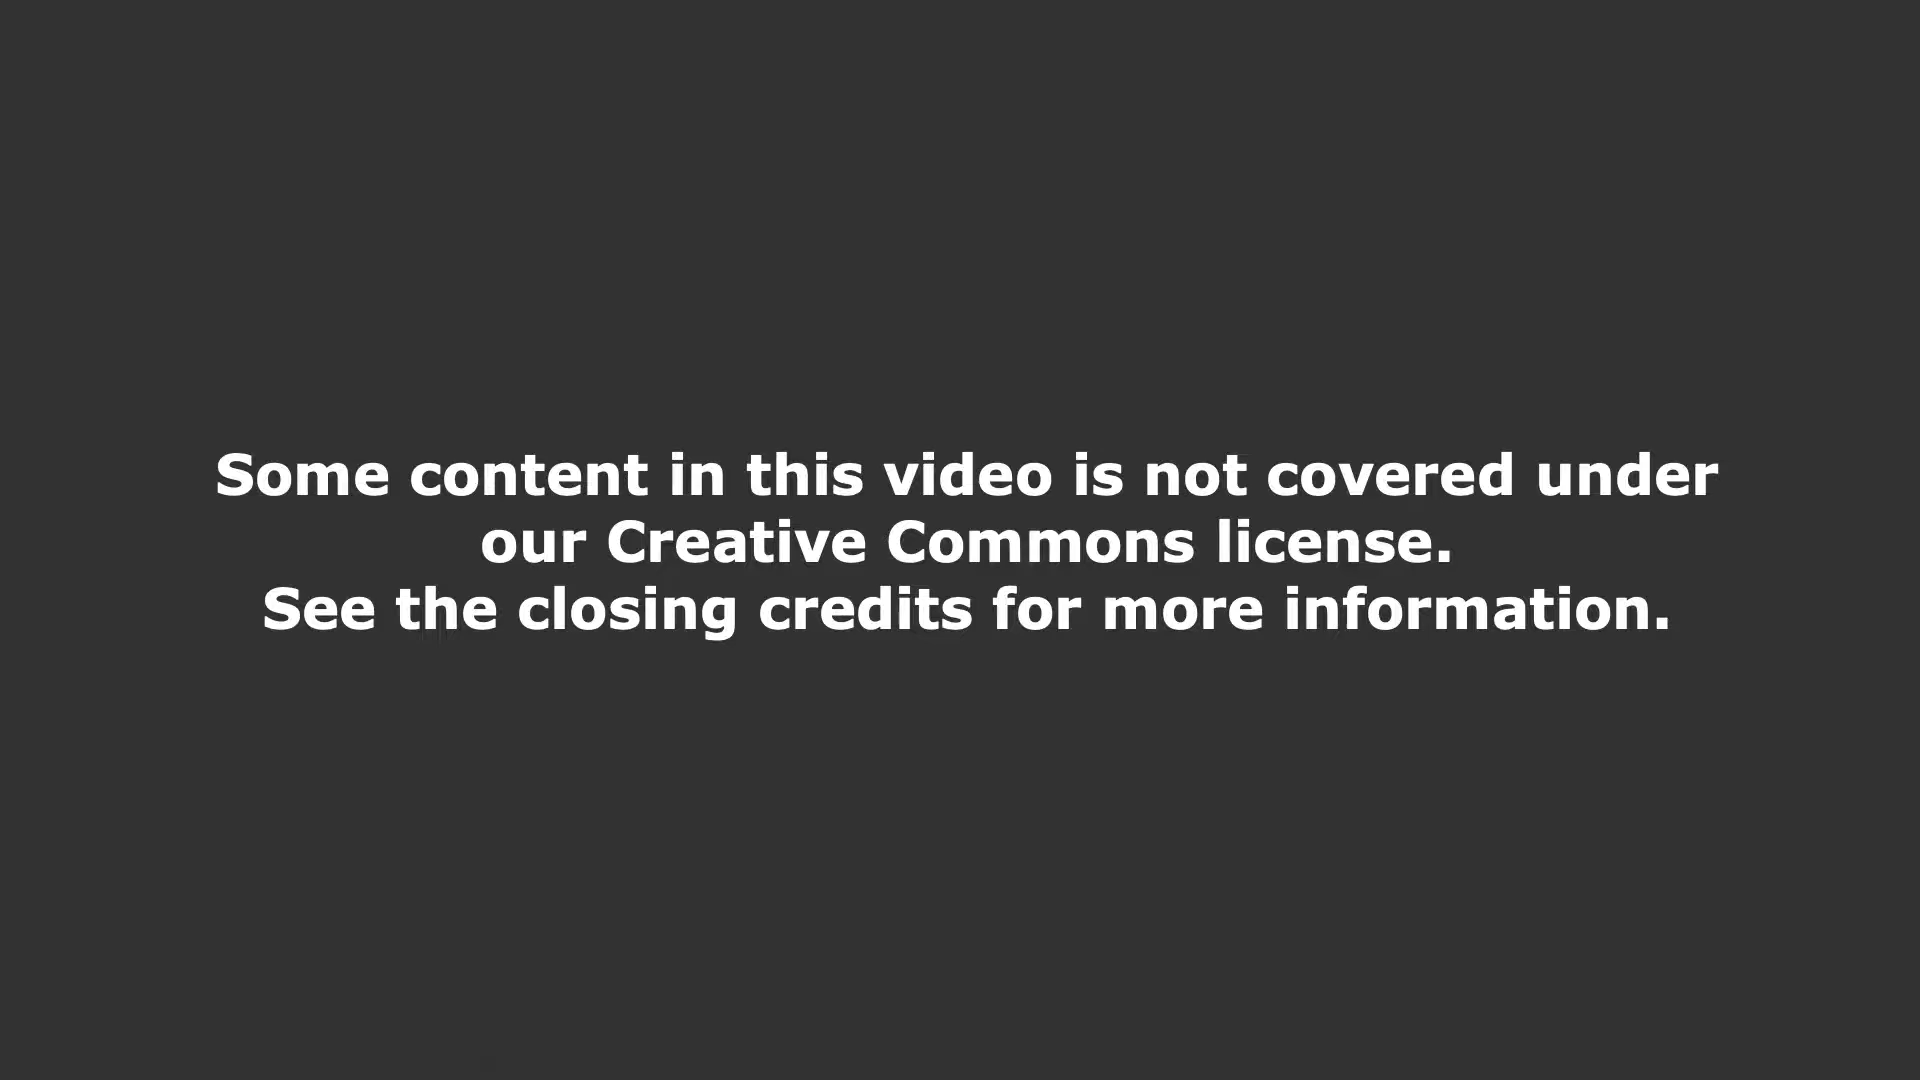 Some content in this video is not covered under
our Creative Commons license.
See the closing credits for more information.